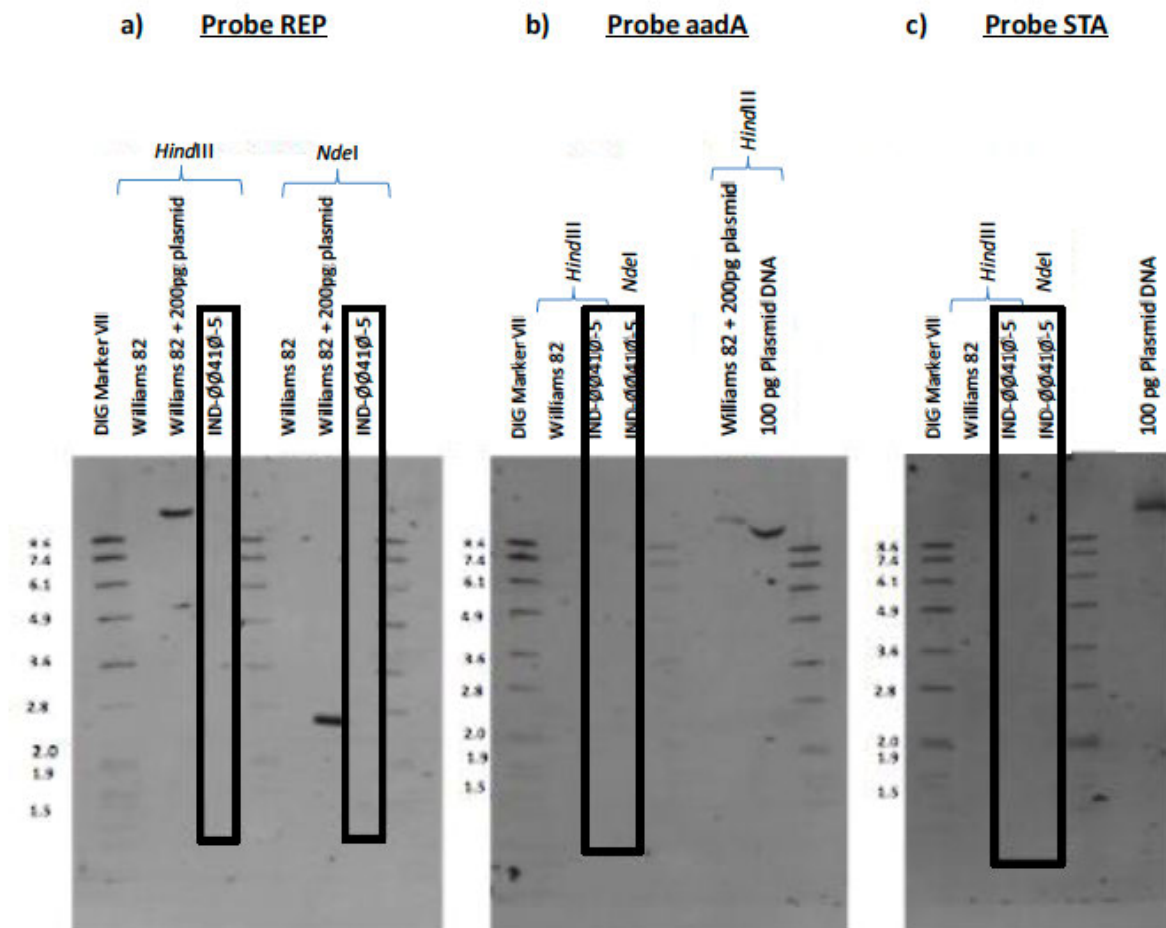 a) Probe REP
HindIII
NdeI
DIG Marker VII
Williams 82
Williams 82 + 200pg plasmid
IND-ØØ41Ø-5
Williams 82
Williams 82 + 200pg plasmid
IND-ØØ41Ø-5
8.6
7.4
6.1
4.9
3.6
2.8
2.0
1.9
1.5
b) Probe aadA
HindIII
HindIII
NdeI
DIG Marker VII
Williams 82
IND-ØØ41Ø-5
IND-ØØ41Ø-5
Williams 82 + 200pg plasmid
100 pg Plasmid DNA
8.6
7.4
6.1
4.9
3.6
2.8
2.0
1.9
1.5
c) Probe STA
HindIII
NdeI
DIG Marker VII
Williams 82
IND-ØØ41Ø-5
IND-ØØ41Ø-5
100 pg Plasmid DNA
8.6
7.4
6.1
4.9
3.6
2.8
2.0
1.9
1.5